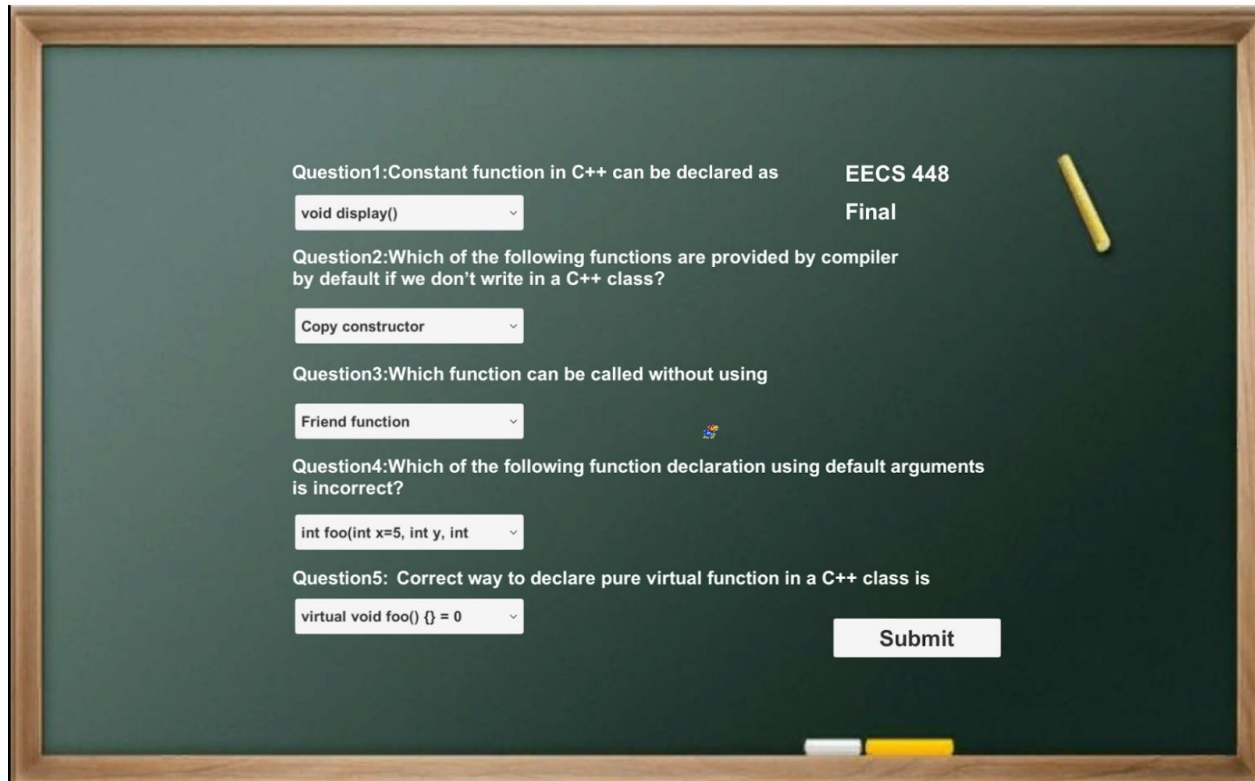 Question1:Constant function in C++ can be declared as
EECS 448
void display()
Final
Question2:Which of the following functions are provided by compiler
by default if we don’t write in a C++ class?
Copy constructor
Question3:Which function can be called without using
Friend function
Question4:Which of the following function declaration using default arguments
is incorrect?
int foo(int x=5, int y, int
Question5: Correct way to declare pure virtual function in a C++ class is
virtual void foo() {} = 0
Submit